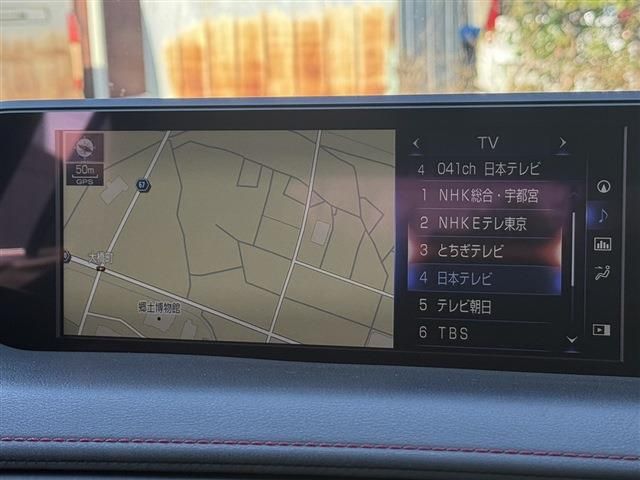 50m
GPS
67
大橋町
郷土博物館
TV
4 041ch 日本テレビ
1 NHK総合・宇都宮
2 NHKEテレ東京
3 とちぎテレビ
4 日本テレビ
5 テレビ朝日
6 TBS